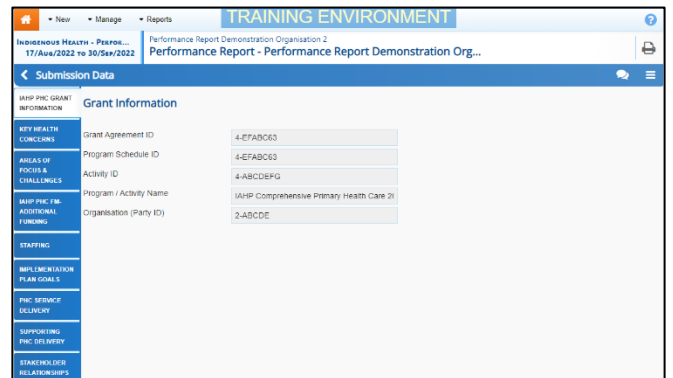 New Manage Reports TRAINING ENVIRONMENT ?
INDIGENOUS HEALTH - PERFOR...
17/AUG/2022 TO 30/SEP/2022
Performance Report Demonstration Organisation 2
Performance Report - Performance Report Demonstration Org...
Submission Data
IAHP PHC GRANT
INFORMATION
Grant Information
KEY HEALTH
CONCERNS
AREAS OF
FOCUS &
CHALLENGES
IAHP PHC FM-
ADDITIONAL
FUNDING
STAFFING
IMPLEMENTATION
PLAN GOALS
PHC SERVICE
DELIVERY
SUPPORTING
PHC DELIVERY
STAKEHOLDER
RELATIONSHIPS
Grant Agreement ID 4-EFABC63
Program Schedule ID 4-EFABC63
Activity ID 4-ABCDEFG
Program / Activity Name IAHP Comprehensive Primary Health Care 2(
Organisation (Party ID) 2-ABCDE